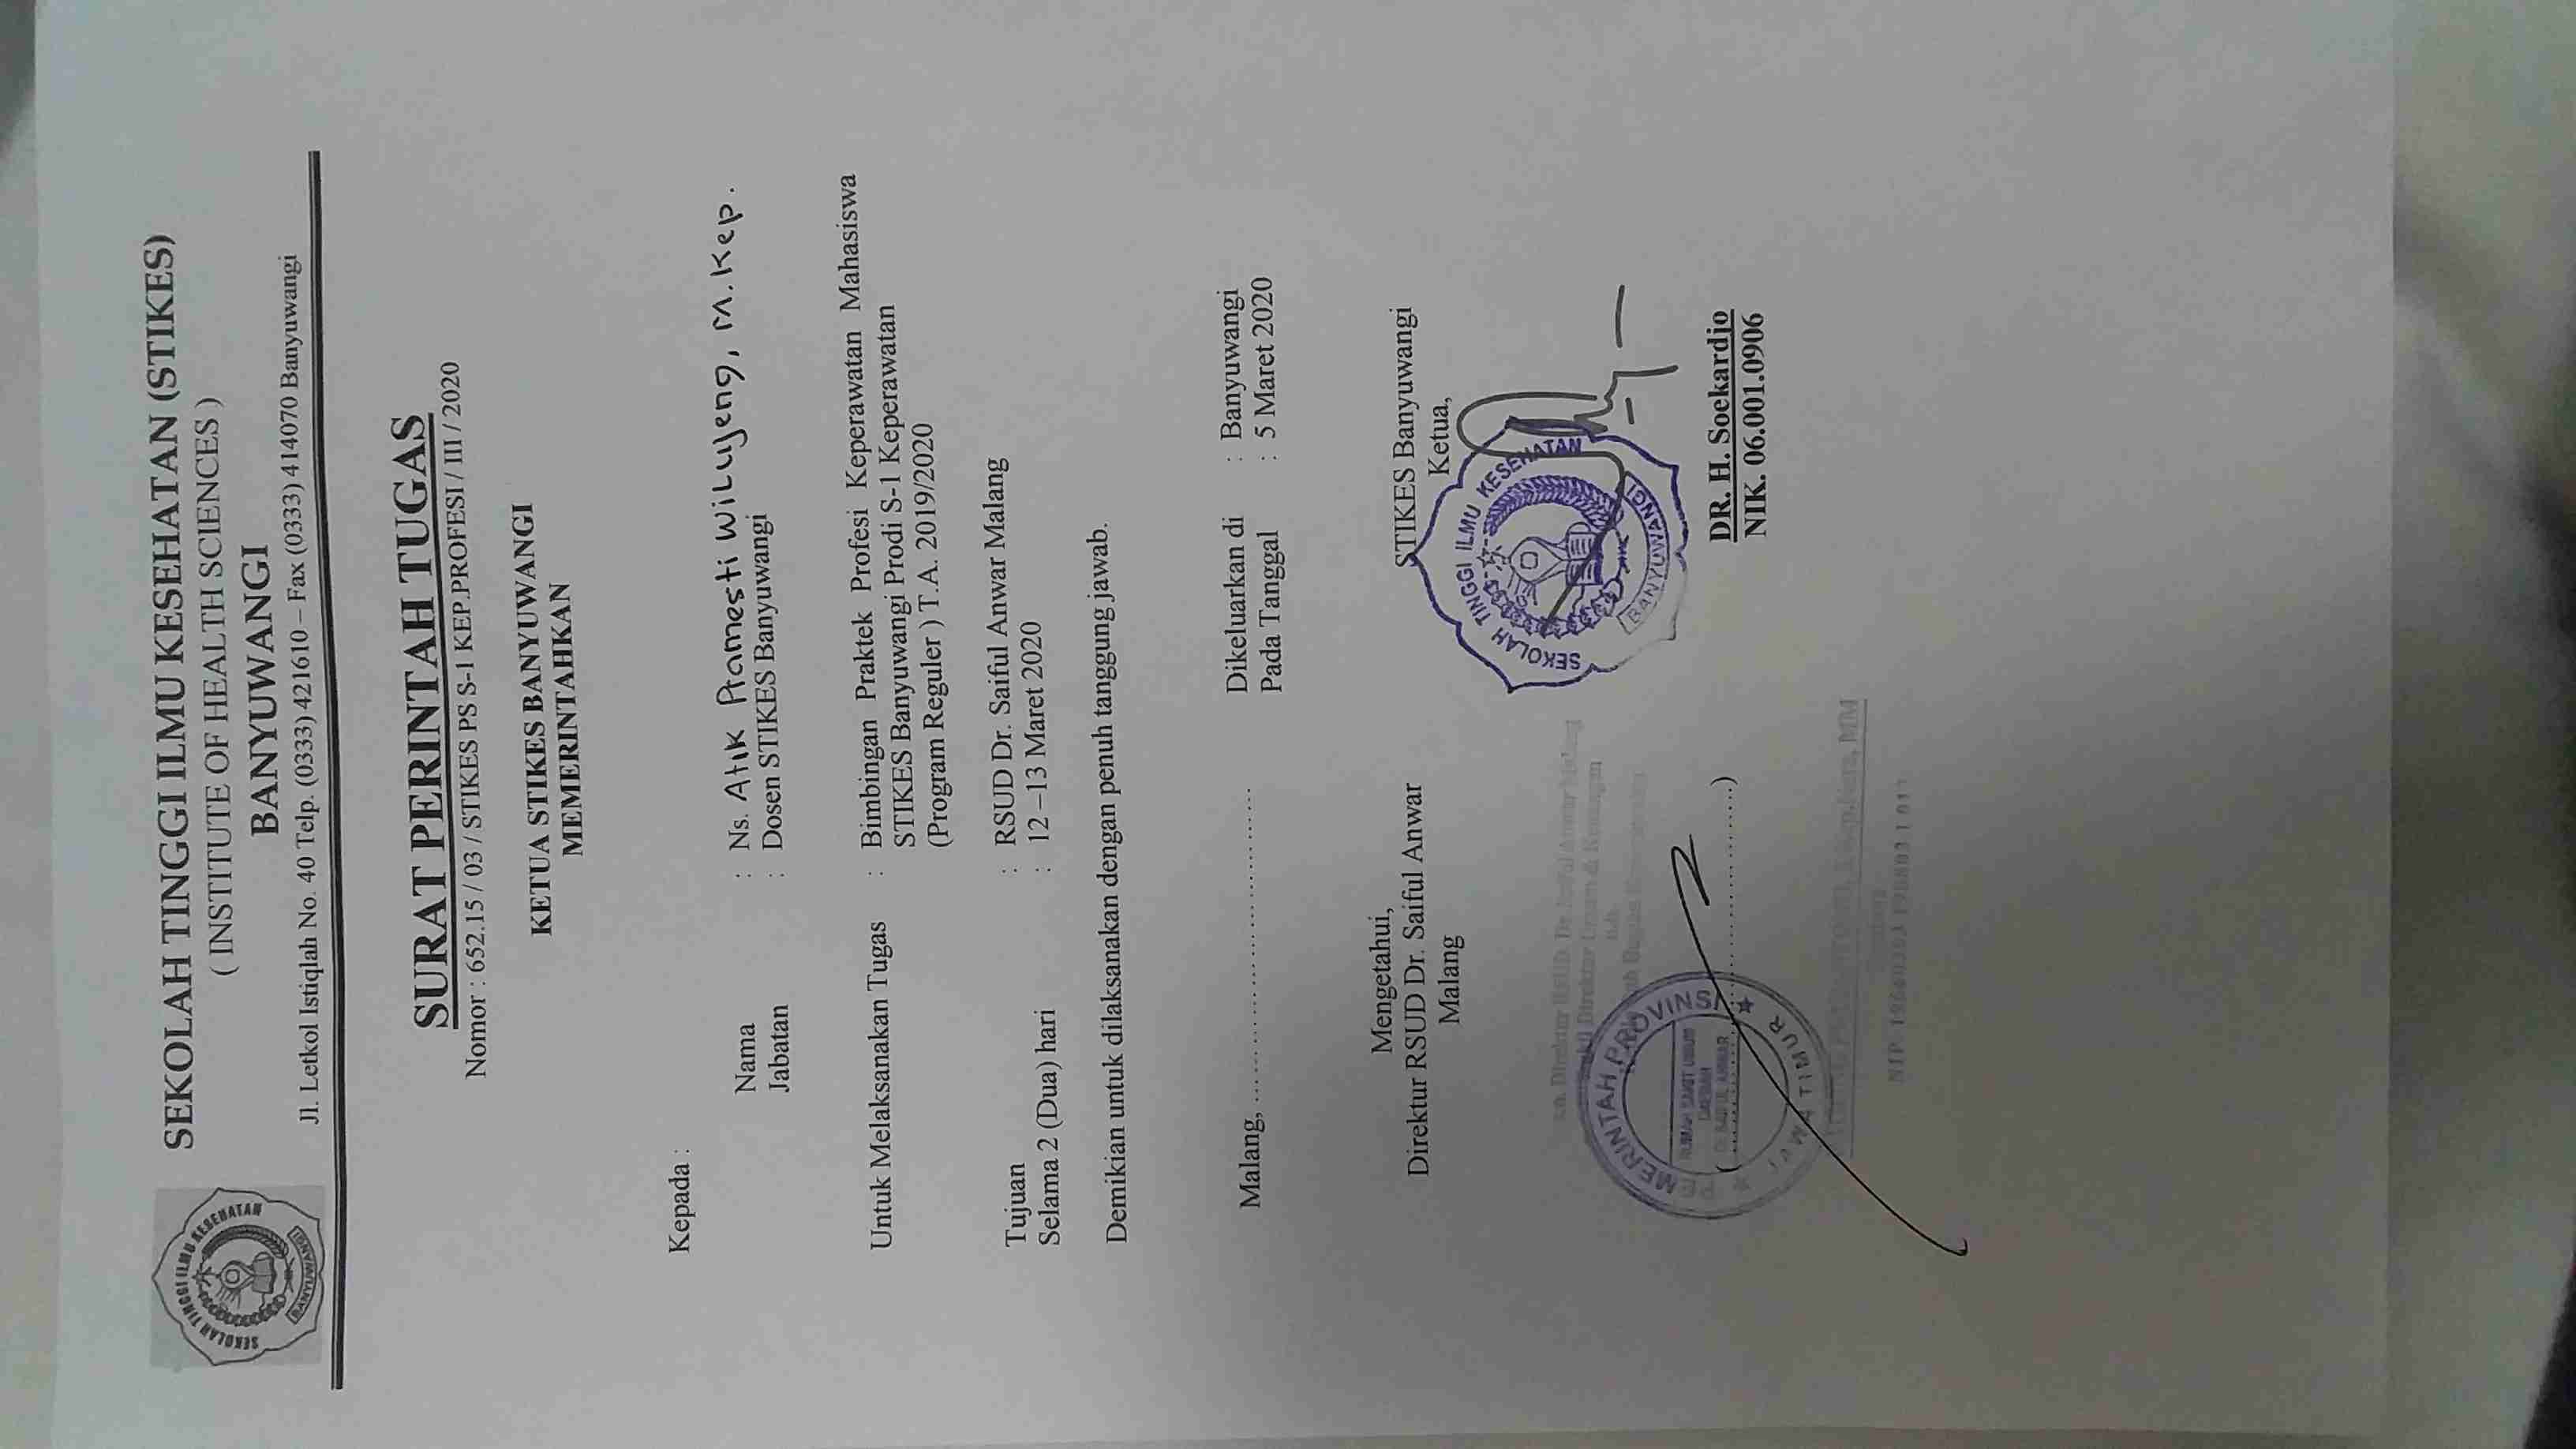 SEKOLAH TINGGI ILMU KESEHATAN
BANYUWANGI
SEKOLAH TINGGI ILMU KESEHATAN (STIKES)
( INSTITUTE OF HEALTH SCIENCES )
BANYUWANGI
Jl. Letkol Istiqlah No. 40 Telp. (0333) 421610 – Fax (0333) 414070 Banyuwangi
SURAT PERINTAH TUGAS
Nomor : 652.15 / 03 / STIKES PS S-1 KEP.PROFESI / III / 2020
KETUA STIKES BANYUWANGI
MEMERINTAHKAN
Kepada :
Nama : Ns. Atik Pramesti Wilujeng, M. Kep.
Jabatan : Dosen STIKES Banyuwangi
Untuk Melaksanakan Tugas : Bimbingan Praktek Profesi Keperawatan Mahasiswa
STIKES Banyuwangi Prodi S-1 Keperawatan
(Program Reguler ) T.A. 2019/2020
Tujuan : RSUD Dr. Saiful Anwar Malang
Selama 2 (Dua) hari : 12 –13 Maret 2020
Demikian untuk dilaksanakan dengan penuh tanggung jawab.
Malang, ....................................
Dikeluarkan di : Banyuwangi
Pada Tanggal : 5 Maret 2020
Mengetahui,
Direktur RSUD Dr. Saiful Anwar
Malang
a.n. Direktur RSUD Dr. Saiful Anwar Malang
Wakil Direktur Umum & Keuangan
u.b.
PEMERINTAH PROVINSI
RUMAH SAKIT UMUM
DAERAH
Dr. SAIFUL ANWAR
JAWA TIMUR
(..........................................)
S.Kep.Ners, MM
NIP.
STIKES Banyuwangi
Ketua,
SEKOLAH TINGGI ILMU KESEHATAN
BANYUWANGI
DR. H. Soekardjo
NIK. 06.001.0906